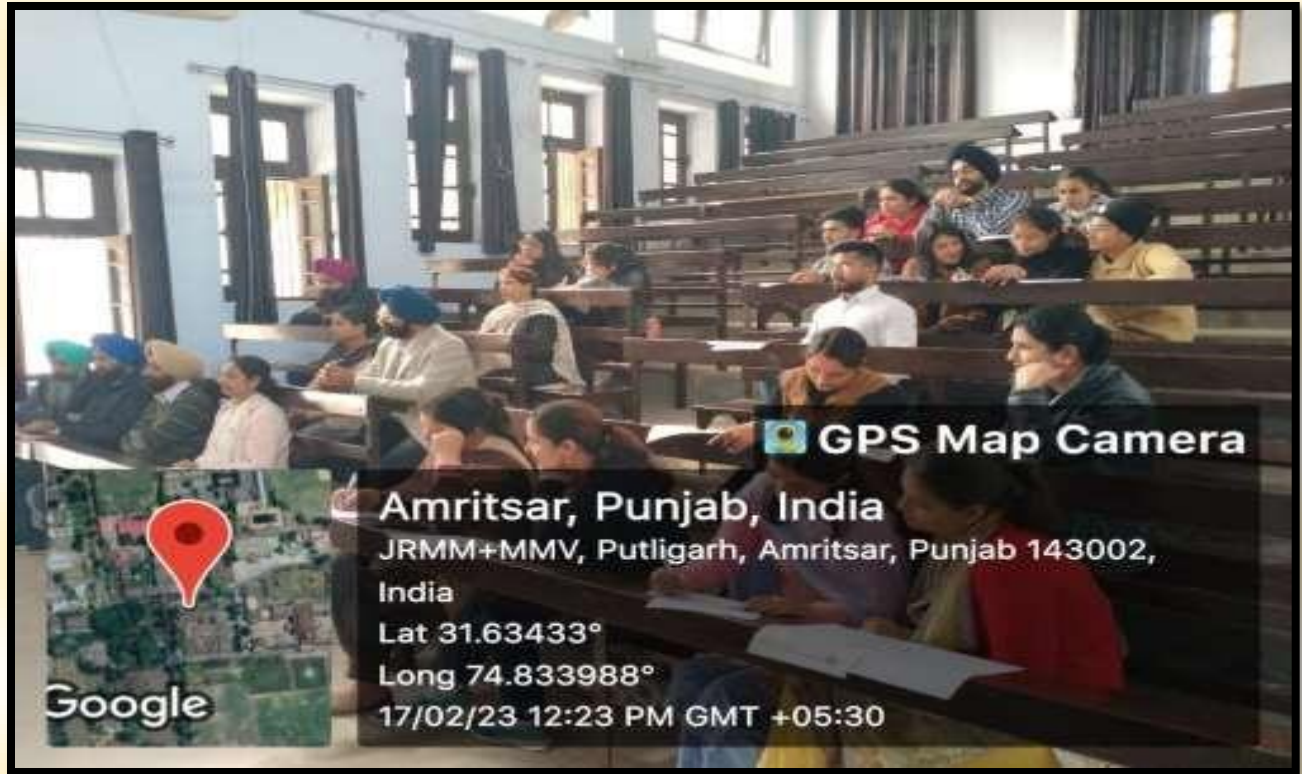 GPS Map Camera
Amritsar, Punjab, India
JRMM+MMV, Putligarh, Amritsar, Punjab 143002,
India
Lat 31.63433°
Long 74.833988°
17/02/23 12:23 PM GMT +05:30
Google